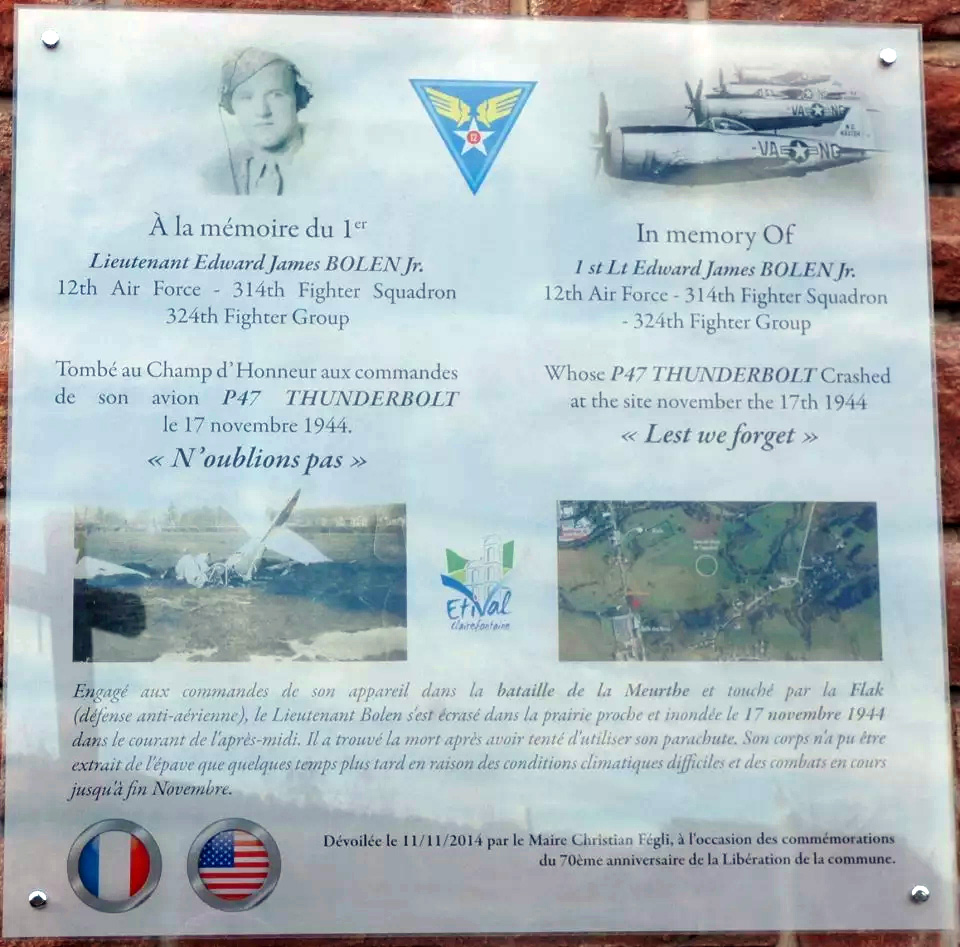 12
VA NG
VA NG
À la mémoire du 1er
Lieutenant Edward James BOLEN Jr.
12th Air Force - 314th Fighter Squadron
324th Fighter Group
Tombé au Champ d'Honneur aux commandes
de son avion P47 THUNDERBOLT
le 17 novembre 1944.
« N'oublions pas »
In memory Of
1 st Lt Edward James BOLEN Jr.
12th Air Force - 314th Fighter Squadron
- 324th Fighter Group
Whose P47 THUNDERBOLT Crashed
at the site november the 17th 1944
« Lest we forget »
Etival
Clairefontaine
Engagé aux commandes de son appareil dans la bataille de la Meurthe et touché par la Flak
(défense anti-aérienne), le Lieutenant Bolen s'est écrasé dans la prairie proche et inondée le 17 novembre 1944
dans le courant de l'après-midi. Il a trouvé la mort après avoir tenté d'utiliser son parachute. Son corps n'a pu être
extrait de l'épave que quelques temps plus tard en raison des conditions climatiques difficiles et des combats en cours
jusqu'à fin Novembre.
Dévoilée le 11/11/2014 par le Maire Christian Fégli, à l'occasion des commémorations
du 70ème anniversaire de la Libération de la commune.